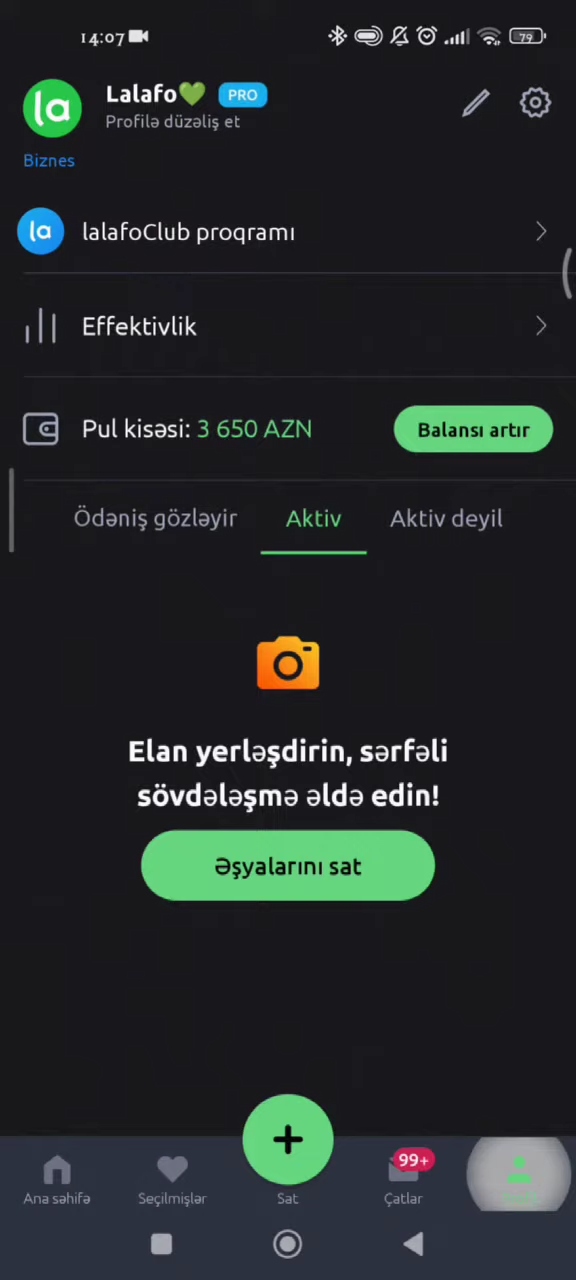 14:07
79
la
Lalafo💚 PRO
Profilə düzəliş et
Biznes
la lalafoClub proqramı
Effektivlik
Pul kisəsi: 3 650 AZN Balansı artır
Ödəniş gözləyir Aktiv Aktiv deyil
Elan yerləşdirin, sərfəli
sövdələşmə əldə edin!
Əşyalarını sat
99+
Ana səhifə Seçilmişlər Sat Çatlar